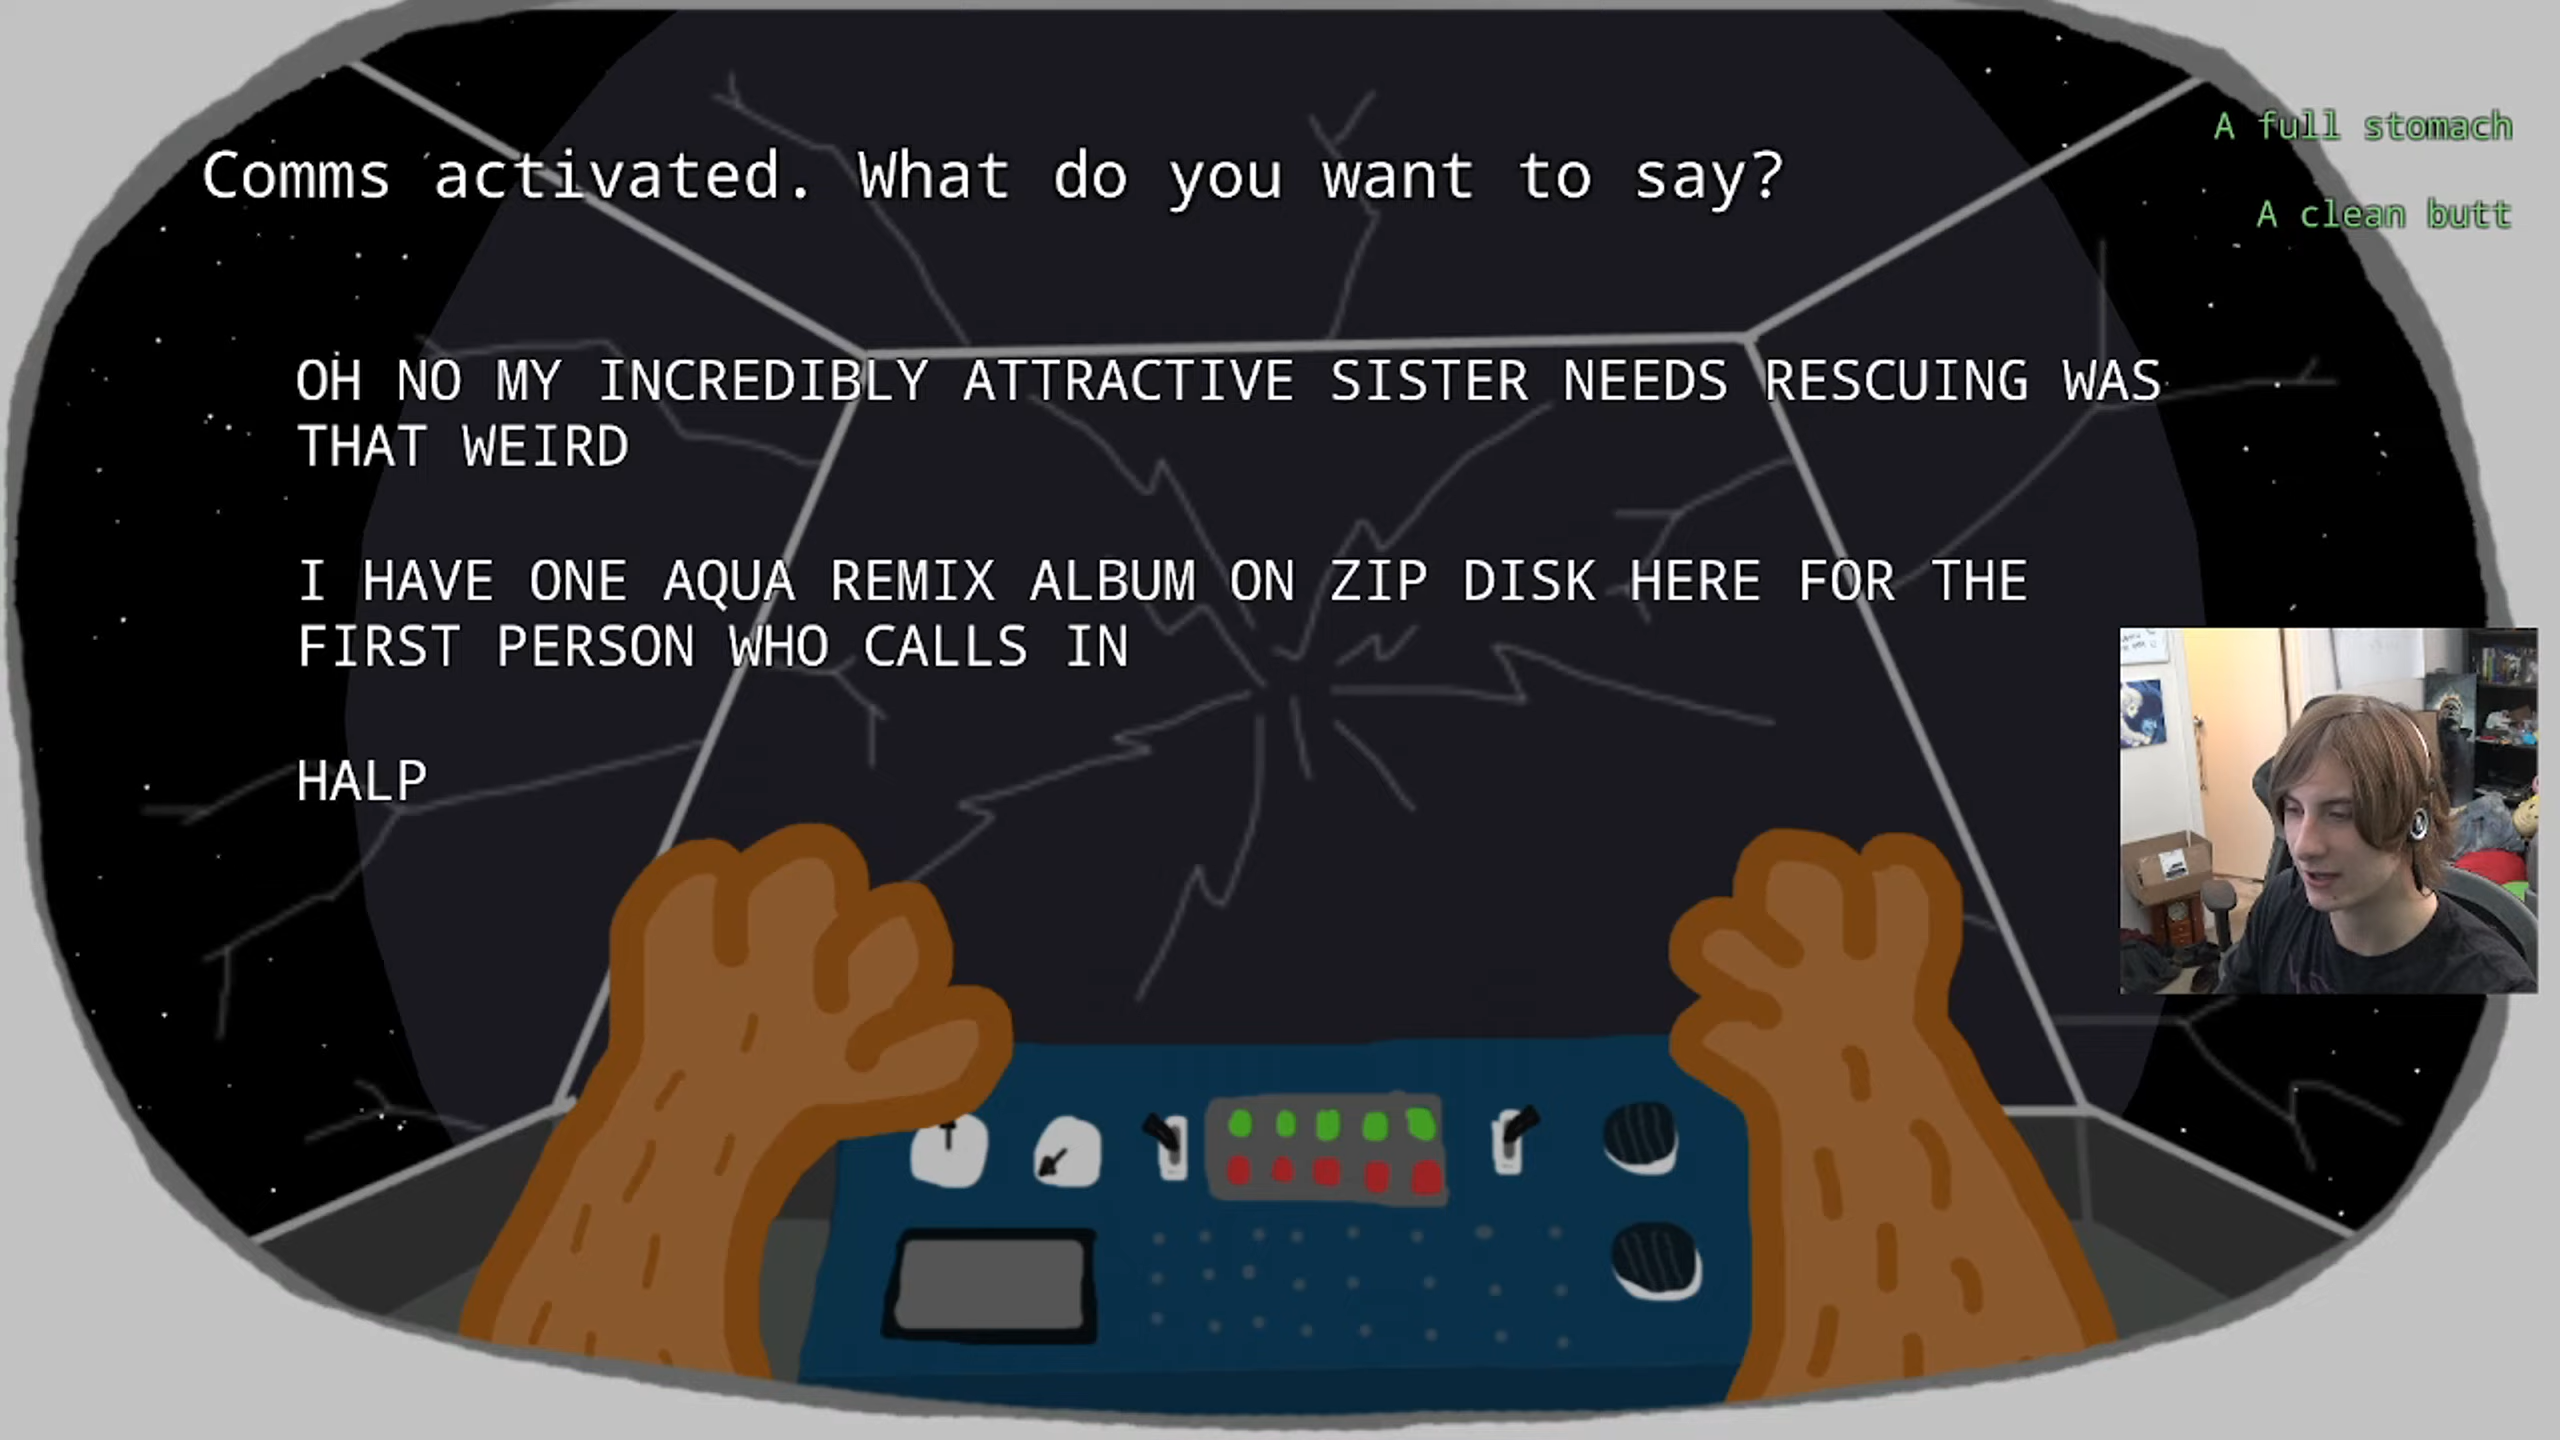 Comms activated. What do you want to say?
A full stomach
A clean butt
OH NO MY INCREDIBLY ATTRACTIVE SISTER NEEDS RESCUING WAS
THAT WEIRD
I HAVE ONE AQUA REMIX ALBUM ON ZIP DISK HERE FOR THE
FIRST PERSON WHO CALLS IN
HALP